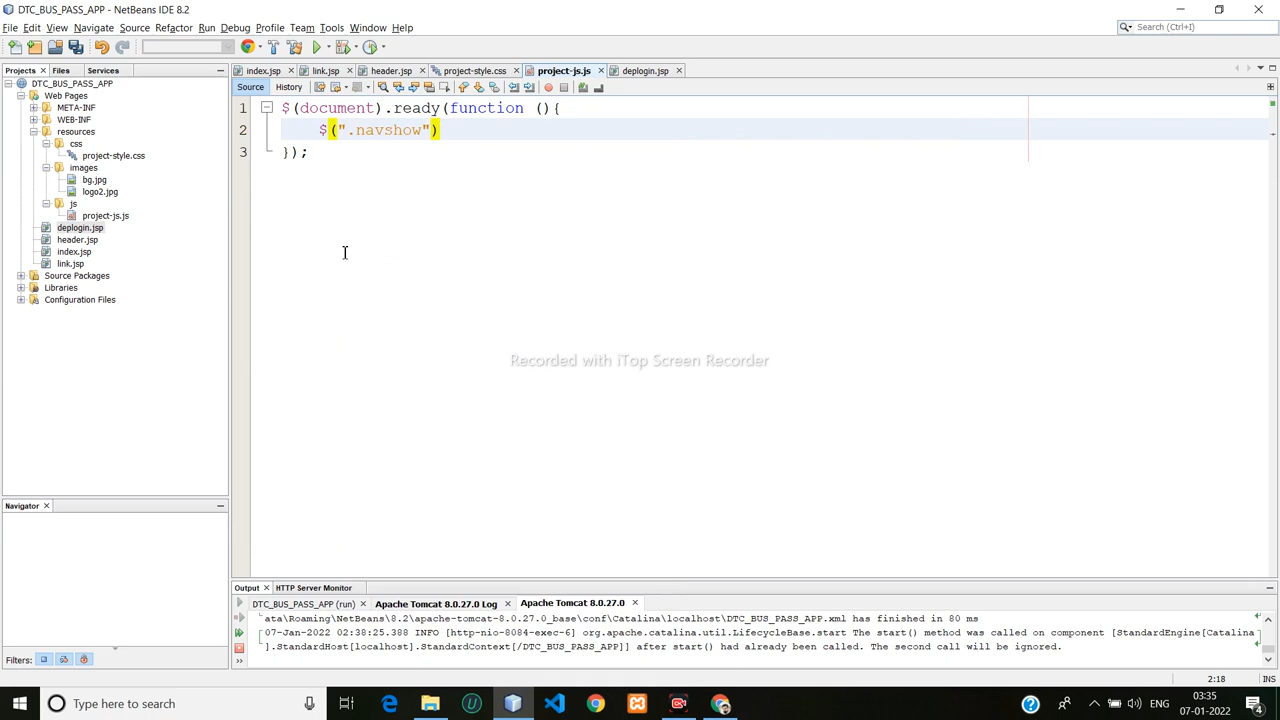 DTC_BUS_PASS_APP - NetBeans IDE 8.2
File Edit View Navigate Source Refactor Run Debug Profile Team Tools Window Help
Search (Ctrl+I)
Projects Files Services
index.jsp link.jsp header.jsp project-style.css project-js.js deplogin.jsp
Source History
DTC_BUS_PASS_APP
Web Pages
META-INF
WEB-INF
resources
css
project-style.css
images
bg.jpg
logo2.jpg
js
project-js.js
deplogin.jsp
header.jsp
index.jsp
link.jsp
Source Packages
Libraries
Configuration Files
1 $(document).ready(function (){
2 $(".navshow")
3 });
Recorded with iTop Screen Recorder
Navigator
Filters:
Output HTTP Server Monitor
DTC_BUS_PASS_APP (run) Apache Tomcat 8.0.27.0 Log Apache Tomcat 8.0.27.0
ata\Roaming\NetBeans\8.2\apache-tomcat-8.0.27.0_base\conf\Catalina\localhost\DTC_BUS_PASS_APP.xml has finished in 80 ms
07-Jan-2022 02:38:25.388 INFO [http-nio-8084-exec-6] org.apache.catalina.util.LifecycleBase.start The start() method was called on component [StandardEngine[Catalina
].StandardHost[localhost].StandardContext[/DTC_BUS_PASS_APP]] after start() had already been called. The second call will be ignored.
2:18 INS
Type here to search
ENG
03:35
07-01-2022
4